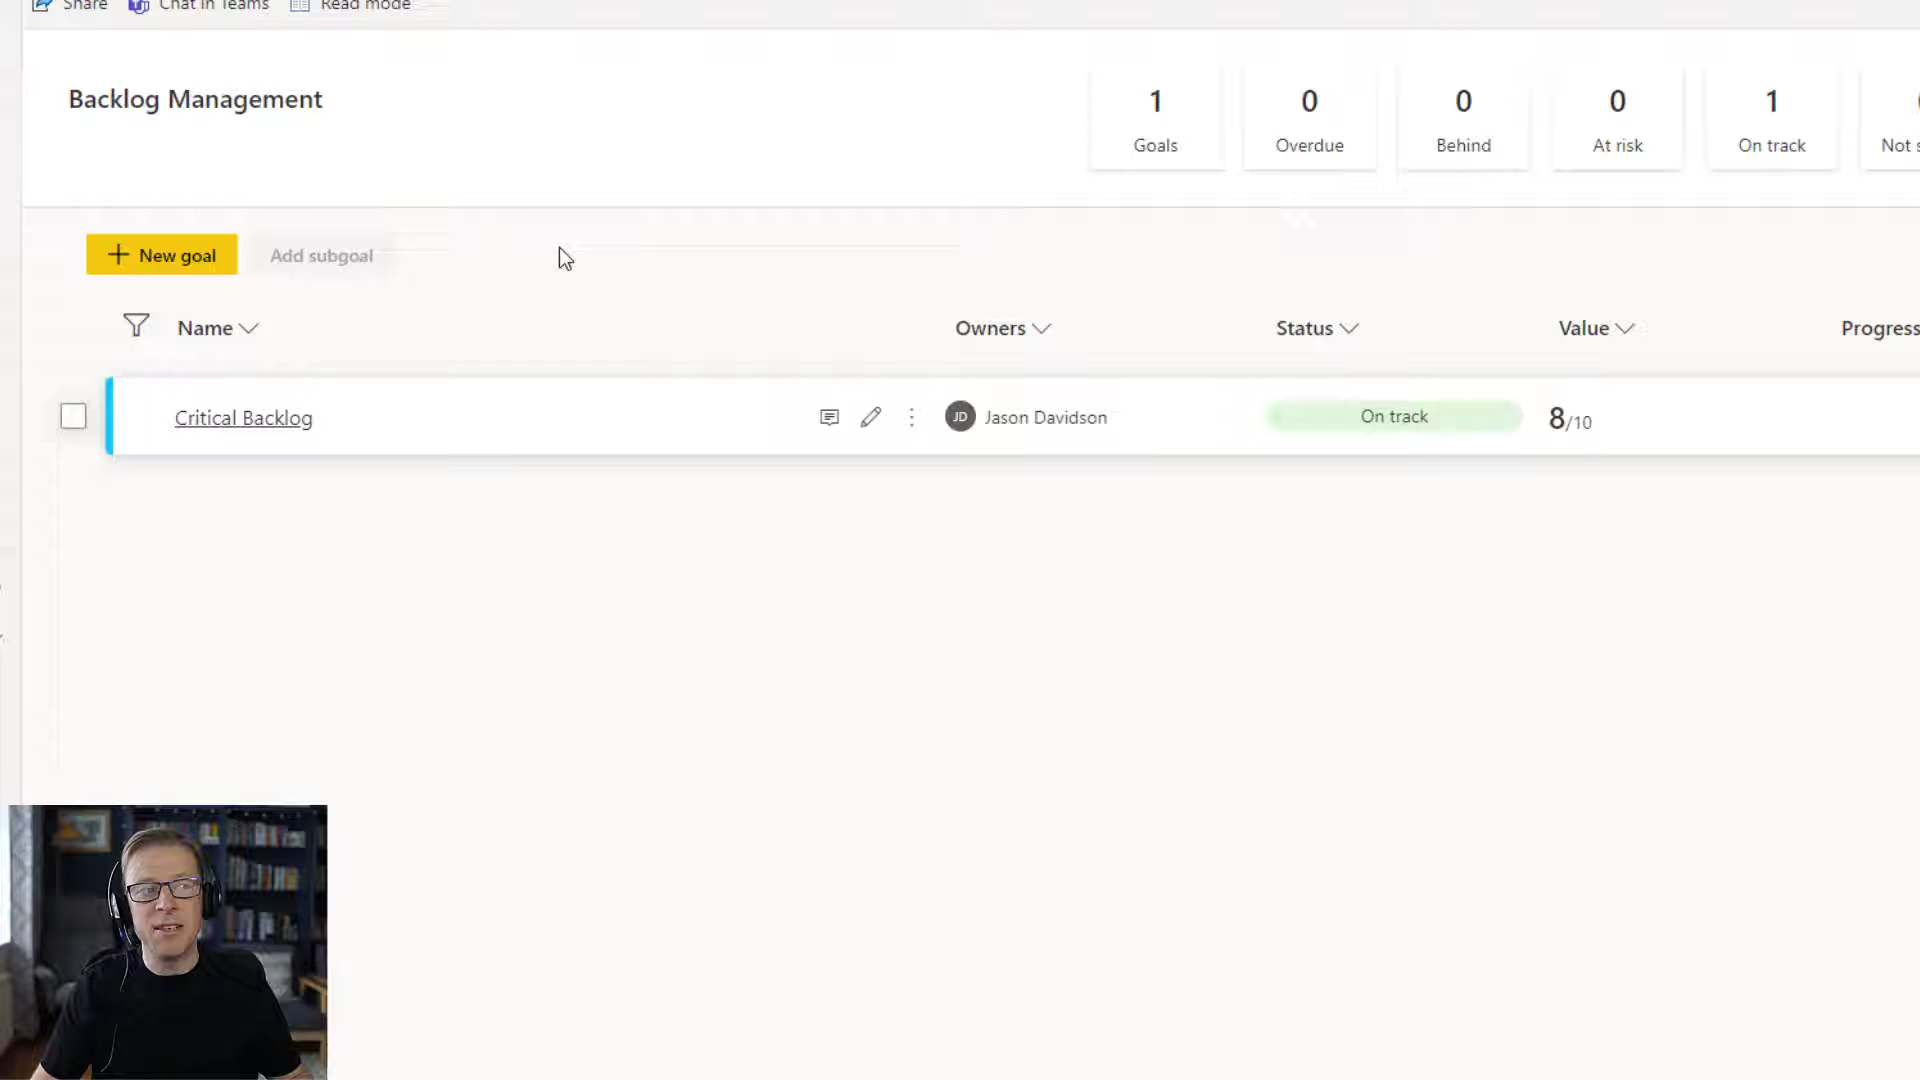 Share Chat in Teams Read mode
Backlog Management
1 0 0 0 1
Goals Overdue Behind At risk On track Not
New goal Add subgoal
Name Owners Status Value Progress
Critical Backlog JD Jason Davidson On track 8/10